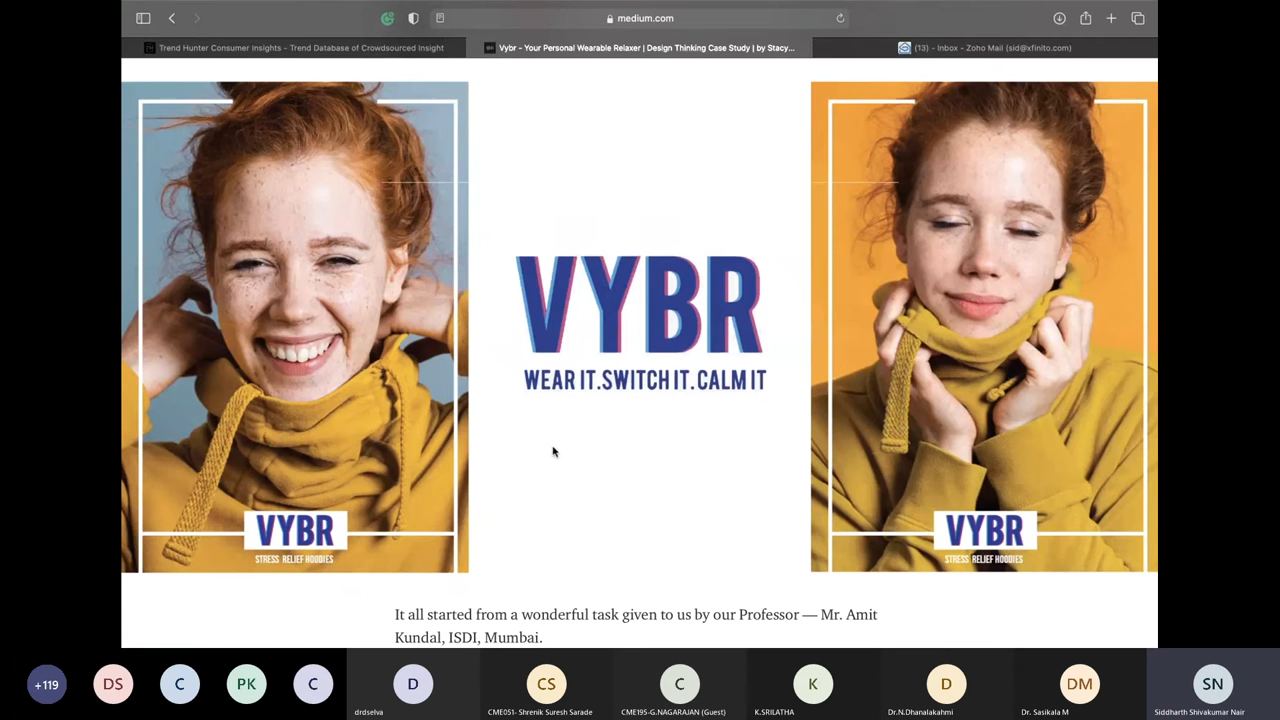 medium.com
Trend Hunter Consumer Insights - Trend Database of Crowdsourced Insight
Vybr - Your Personal Wearable Relaxer | Design Thinking Case Study | by Stacy...
(13) - Inbox - Zoho Mail (sid@xfinito.com)
VYBR
WEAR IT.SWITCH IT.CALM IT
VYBR
STRESS RELIEF HOODIES
VYBR
STRESS RELIEF HOODIES
It all started from a wonderful task given to us by our Professor — Mr. Amit
Kundal, ISDI, Mumbai.
+119
DS
C
PK
C
D
CS
C
K
D
DM
SN
drdselva
CME051- Shrenik Suresh Sarade
CME195-G.NAGARAJAN (Guest)
K.SRILATHA
Dr.N.Dhanalakahmi
Dr. Sasikala M
Siddharth Shivakumar Nair